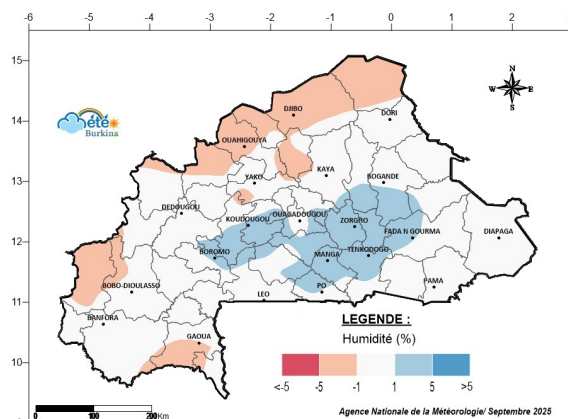 -6 -5 -4 -3 -2 -1 0 1 2
15
14
13
12
11
10
météo
Burkina
N
W E
S
DJIBO
DORI
OUAHIGOUYA
YAKO
KAYA
BOGANDE
DEDOUGOU
KOUDOUGOU
OUAGADOUGOU
ZORGHO
FADA N GOURMA
DIAPAGA
BOROMO
MANGA
TENKODOGO
BOBO-DIOULASSO
LEO
PO
PAMA
BANFORA
GAOUA
LEGENDE :
Humidité (%)
<-5 -5 -1 1 5 >5
0 100 200 Km
Agence Nationale de la Météorologie/ Septembre 2025